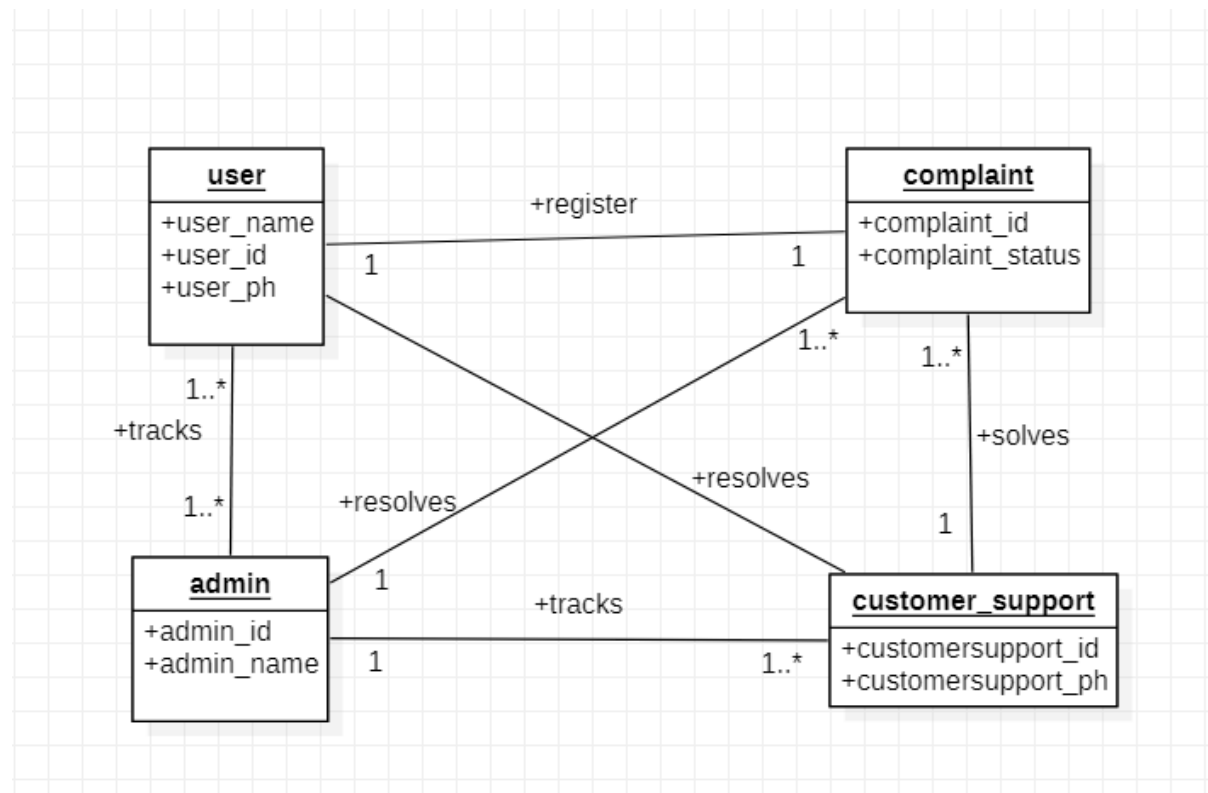 user
+user_name
+user_id
+user_ph
+register
1
1
complaint
+complaint_id
+complaint_status
1..*
+tracks
1..*
1..*
1..*
+solves
1
+resolves
+resolves
1
admin
+admin_id
+admin_name
+tracks
1
1..*
customer_support
+customersupport_id
+customersupport_ph